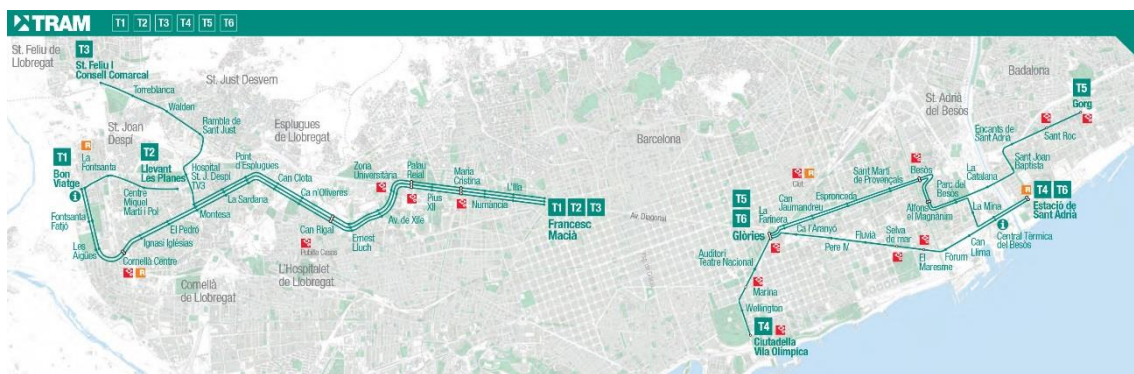 TRAM
T1 T2 T3 T4 T5 T6
St. Feliu de
Llobregat
T3
St. Feliu |
Consell Comarcal
Torreblanca
Walden
Rambla de
Sant Just
St. Just Desvern
St. Joan
Despí
T1
Bon
Viatge
La
Fontsanta
T2
Llevant
Les Planes
Centre
Miquel
Martí i Pol
Hospital
St. J. Despí
TV3
Montesa
Fontsanta
Fatjó
Les
Aigües
Cornellà Centre
Ignasi Iglésias
El Pedró
Cornellà
de Llobregat
Esplugues
de Llobregat
Pont
d'Esplugues
La Sardana
Can Clota
Ca n'Oliveres
Can Rigal
Pubilla Cases
L'Hospitalet
de Llobregat
Ernest
Lluch
Av. de Xile
Zona
Universitària
Palau
Reial
Pius
XII
Maria
Cristina
Numància
L'Illa
T1 T2 T3
Francesc
Macià
Barcelona
Av. Diagonal
T5
T6
Glòries
La
Farinera
Can
Jaumandreu
Ca l'Aranyó
Espronceda
Clot
Sant Martí
de Provençals
Besòs
Auditori
Teatre Nacional
Marina
Wellington
T4
Ciutadella
Vila Olímpica
Pere IV
Fluvià
Selva
de mar
El
Maresme
Fòrum
Can
Llima
Central Tèrmica
del Besòs
Alfons
el Magnànim
Parc del
Besòs
La Mina
La
Catalana
Sant Joan
Baptista
Encants de
Sant Adrià
Sant Roc
St. Adrià
del Besòs
Badalona
T5
Gorg
T4 T6
Estació de
Sant Adrià